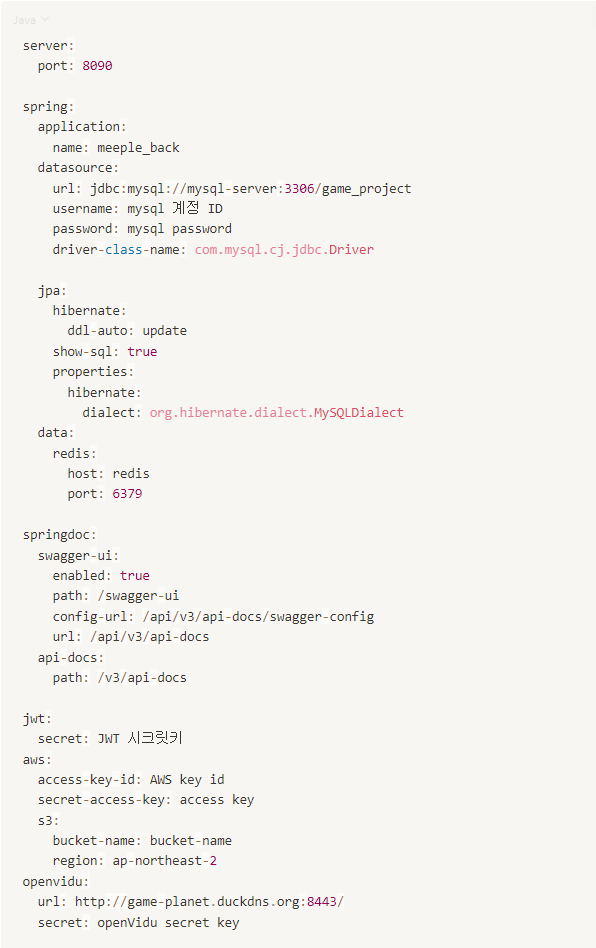 Java
server:
  port: 8090

spring:
  application:
    name: meeple_back
  datasource:
    url: jdbc:mysql://mysql-server:3306/game_project
    username: mysql 계정 ID
    password: mysql password
    driver-class-name: com.mysql.cj.jdbc.Driver

  jpa:
    hibernate:
      ddl-auto: update
    show-sql: true
    properties:
      hibernate:
        dialect: org.hibernate.dialect.MySQLDialect
  data:
    redis:
      host: redis
      port: 6379

springdoc:
  swagger-ui:
    enabled: true
    path: /swagger-ui
    config-url: /api/v3/api-docs/swagger-config
    url: /api/v3/api-docs
  api-docs:
    path: /v3/api-docs

jwt:
  secret: JWT 시크릿키
aws:
  access-key-id: AWS key id
  secret-access-key: access key
  s3:
    bucket-name: bucket-name
    region: ap-northeast-2
openvidu:
  url: http://game-planet.duckdns.org:8443/
  secret: openVidu secret key